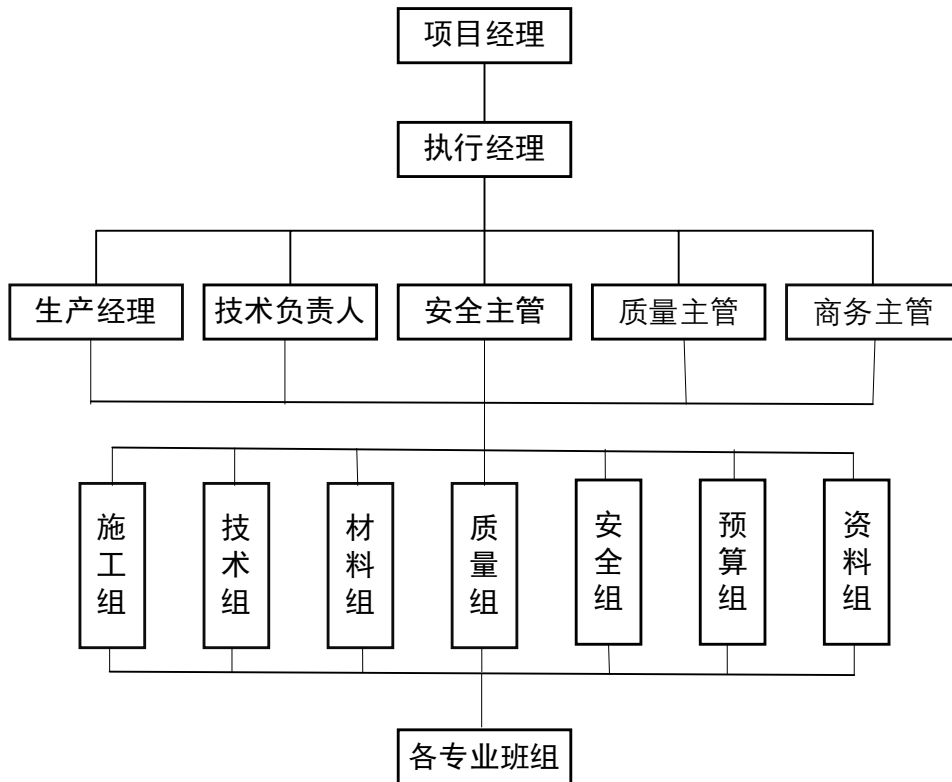 项目经理
执行经理
生产经理
技术负责人
安全主管
质量主管
商务主管
施工组
技术组
材料组
质量组
安全组
预算组
资料组
各专业班组